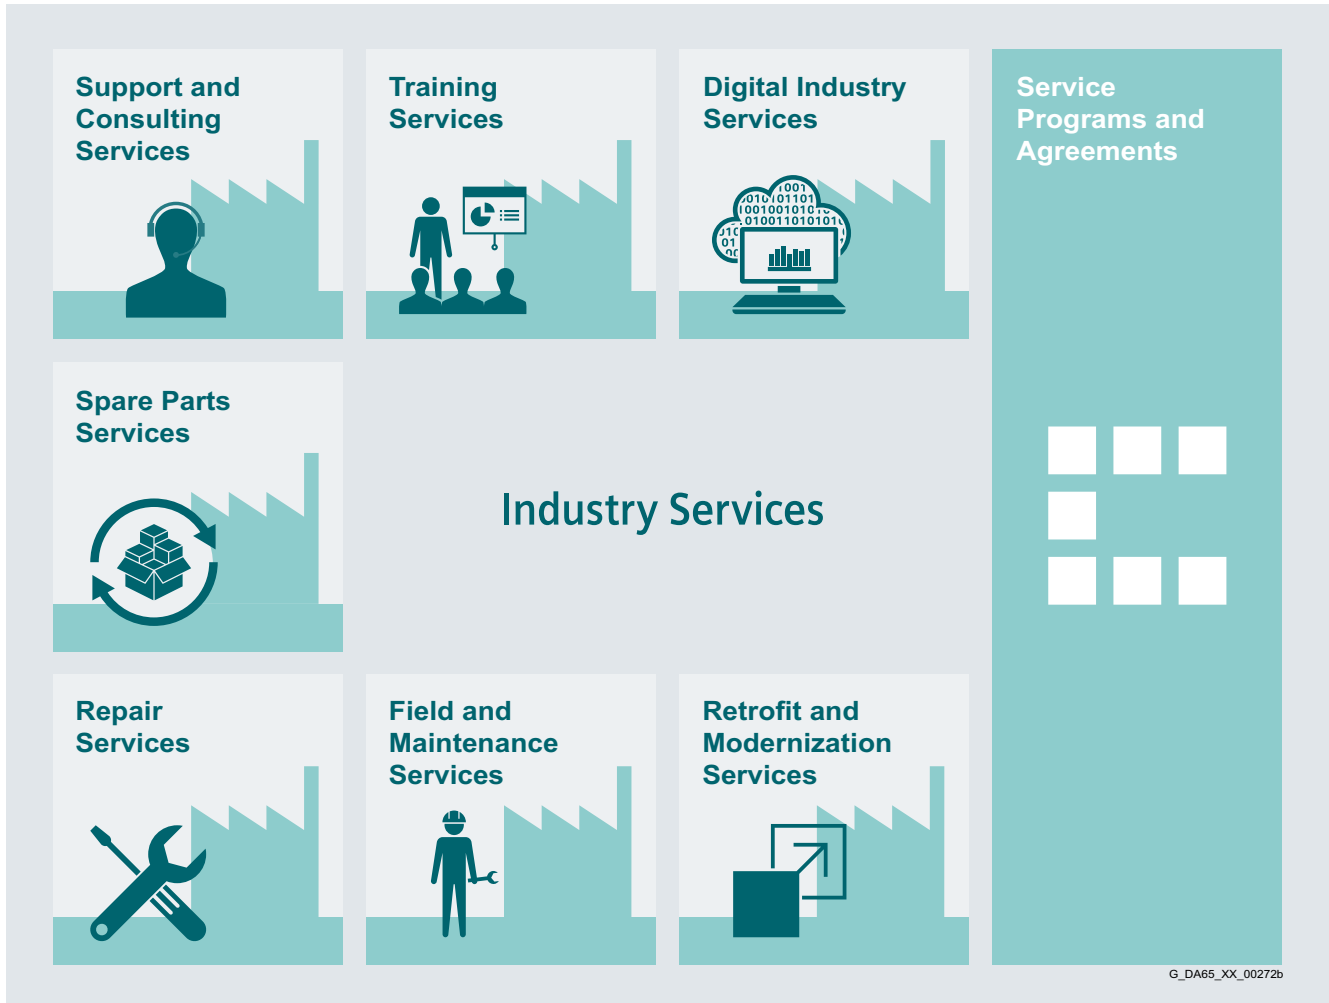 Support and
Consulting
Services
Training
Services
Digital Industry
Services
Service
Programs and
Agreements
Spare Parts
Services
Industry Services
Repair
Services
Field and
Maintenance
Services
Retrofit and
Modernization
Services
G_DA65_XX_00272b